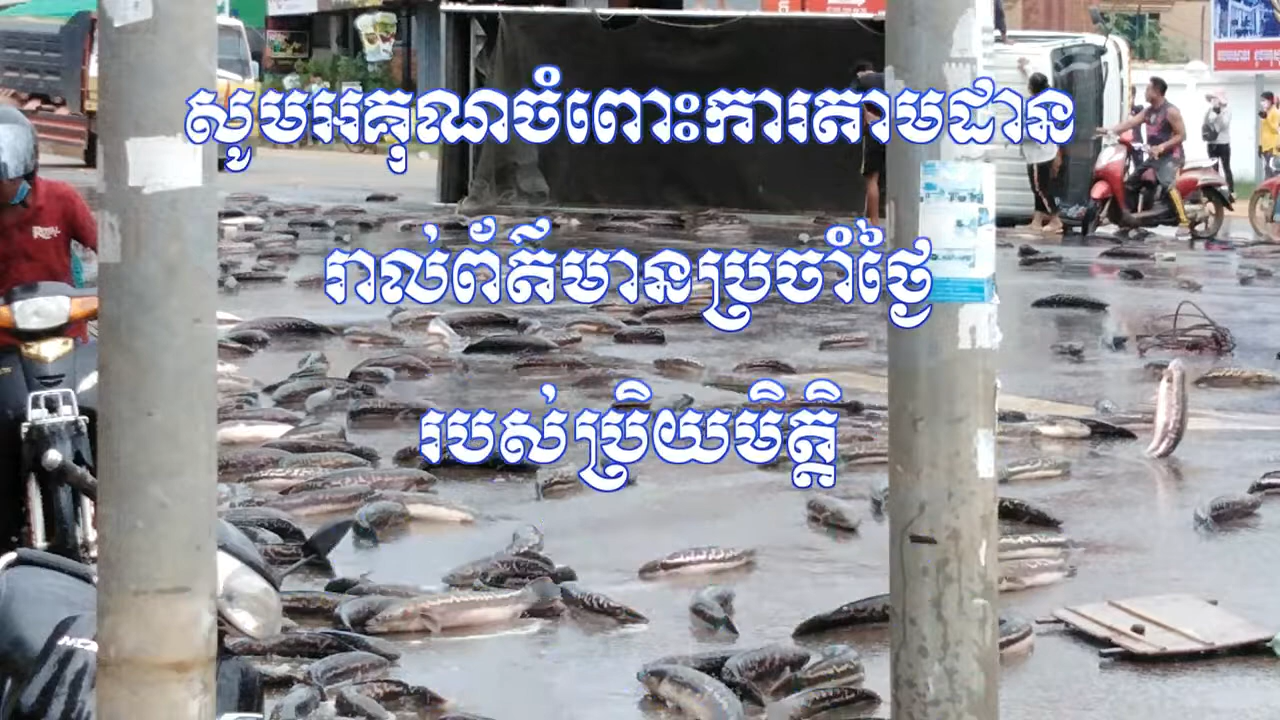 សូមអរគុណចំពោះការតាមដាន
រាល់ព័ត៌មានប្រចាំថ្ងៃ
របស់ប្រិយមិត្តិ